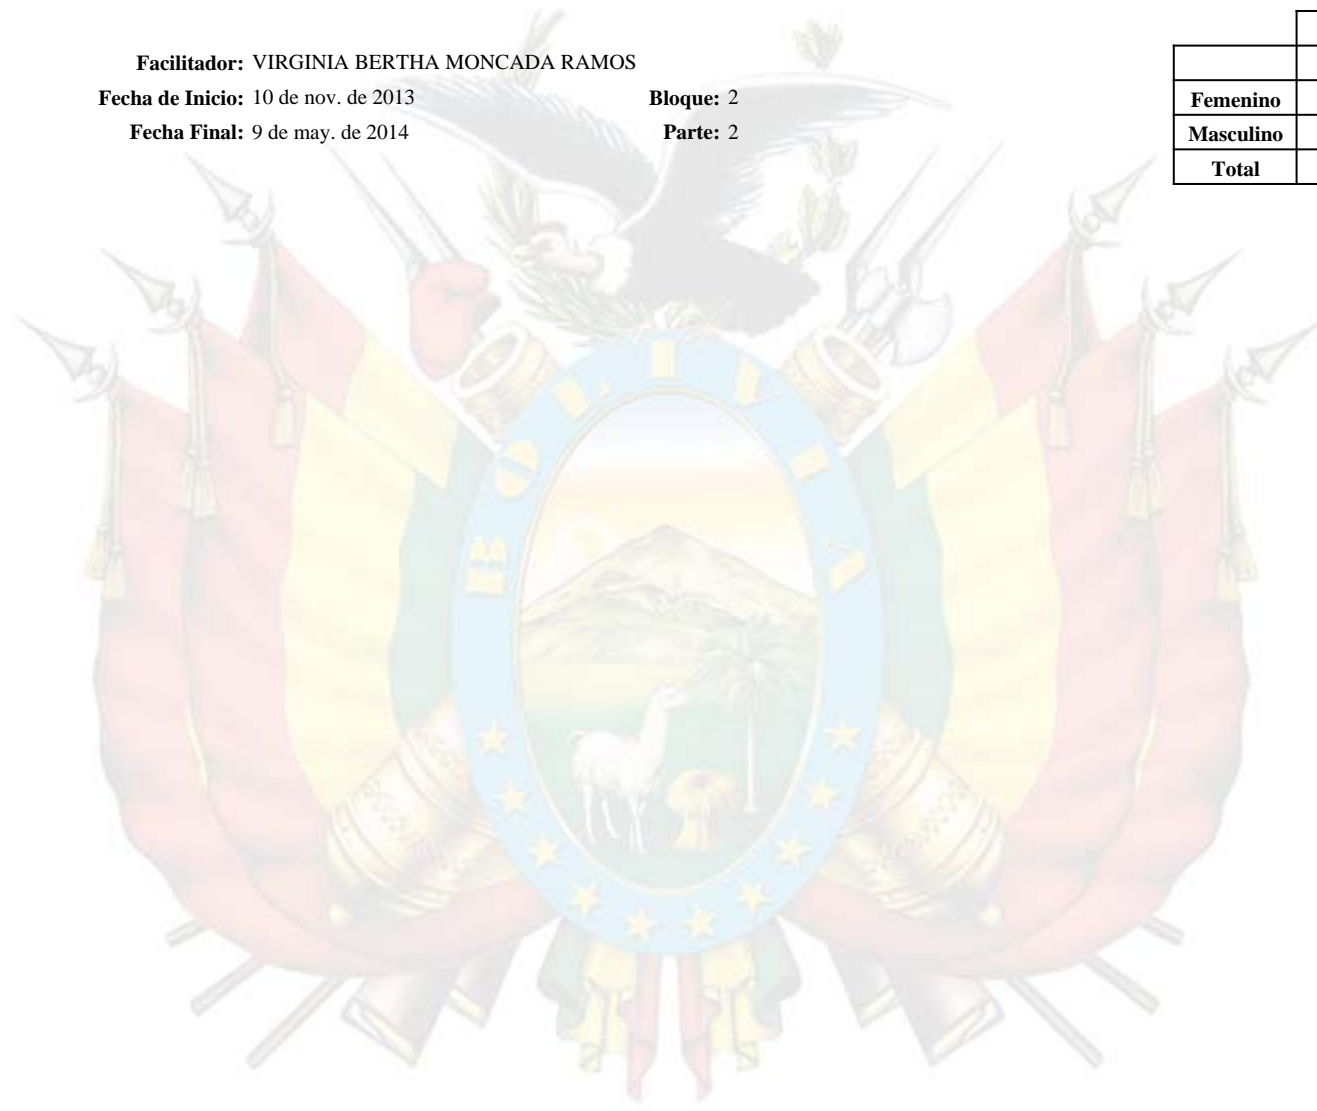 Facilitador: VIRGINIA BERTHA MONCADA RAMOS
Fecha de Inicio: 10 de nov. de 2013 Bloque: 2
Fecha Final: 9 de may. de 2014 Parte: 2
Femenino
Masculino
Total
BOLIVIA